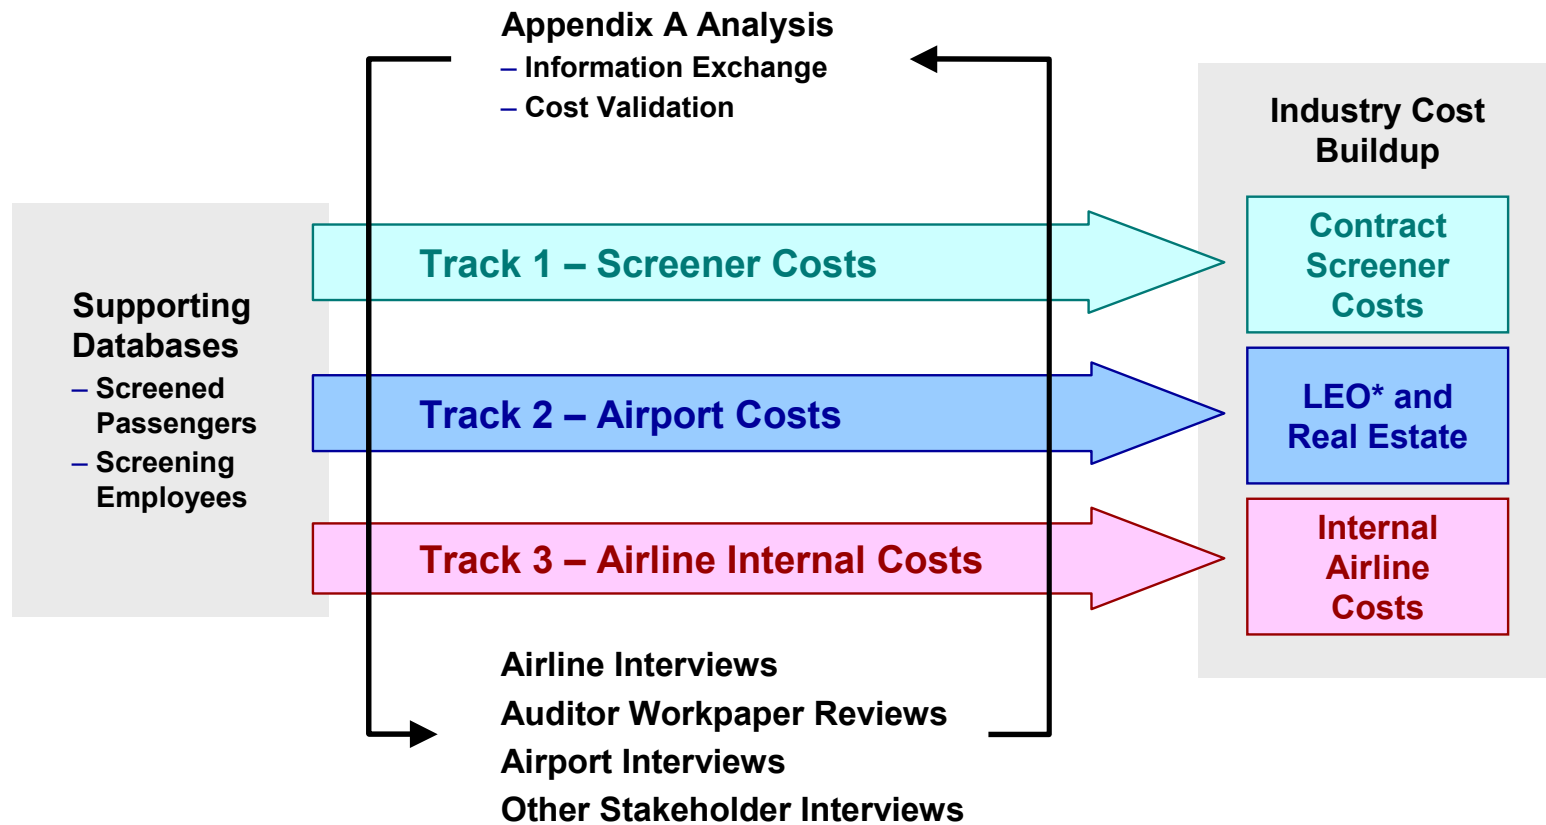 Appendix A Analysis
– Information Exchange
– Cost Validation
Industry Cost
Buildup
Supporting
Databases
– Screened
Passengers
– Screening
Employees
Track 1 – Screener Costs
Track 2 – Airport Costs
Track 3 – Airline Internal Costs
Contract
Screener
Costs
LEO* and
Real Estate
Internal
Airline
Costs
Airline Interviews
Auditor Workpaper Reviews
Airport Interviews
Other Stakeholder Interviews